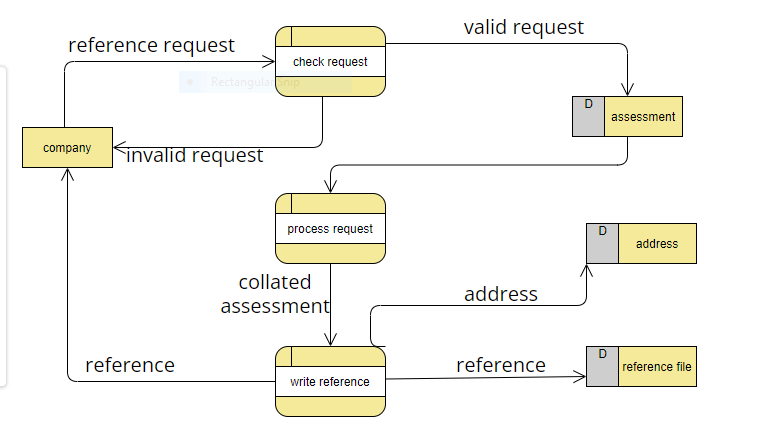 valid request
reference request
check request
Rectangular Snip
D
assessment
company
invalid request
process request
D
address
collated
assessment
address
D
reference
reference
reference file
write reference